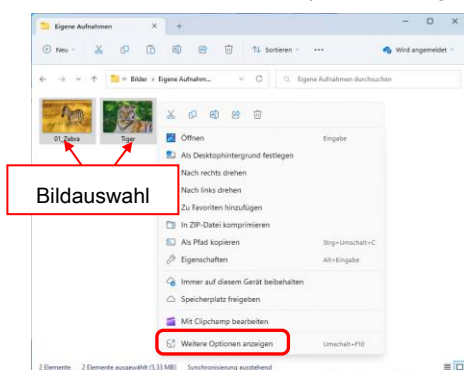 Eigene Aufnahmen
Neu
Sortieren
Wird angemeldet
Bilder
Eigene Aufnahm...
Eigene Aufnahmen durchsuchen
01_Zebra
Tiger
Bildauswahl
Öffnen Eingabe
Als Desktophintergrund festlegen
Nach rechts drehen
Nach links drehen
Zu Favoriten hinzufügen
In ZIP-Datei komprimieren
Als Pfad kopieren Strg+Umschalt+C
Eigenschaften Alt+Eingabe
Immer auf diesem Gerät beibehalten
Speicherplatz freigeben
Mit Clipchamp bearbeiten
Weitere Optionen anzeigen Umschalt+F10
2 Elemente 2 Elemente ausgewählt (5,33 MB) Synchronisierung ausstehend